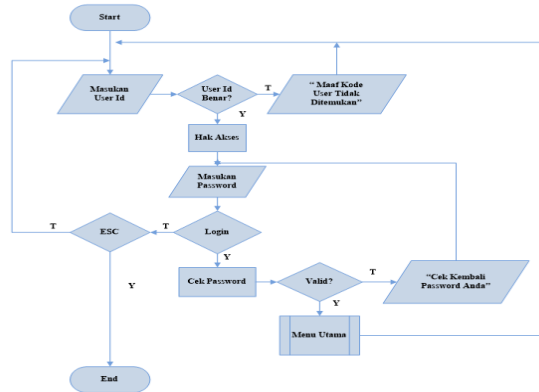 Start
Masukan
User Id
User Id
Benar?
T
“ Maaf Kode
User Tidak
Ditemukan”
Y
Hak Akses
Masukan
Password
T
ESC
T
Login
Y
Y
Cek Password
Valid?
T
“Cek Kembali
Password Anda”
Y
Menu Utama
End